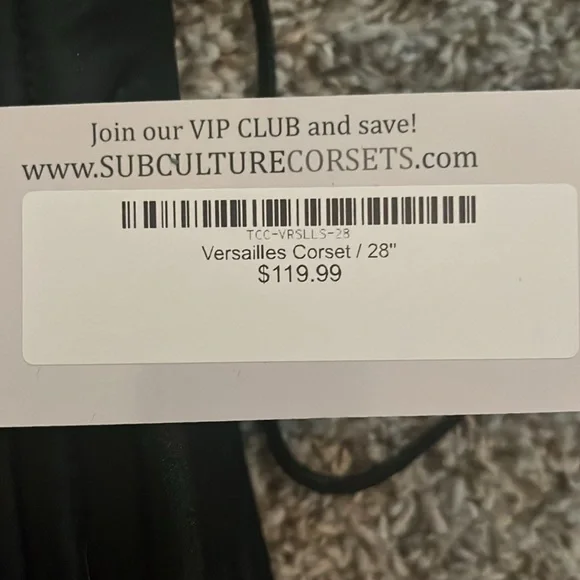 Join our VIP CLUB and save!
www.SUBCULTURECORSETS.com
TCC-VRSLLS-28
Versailles Corset / 28"
$119.99